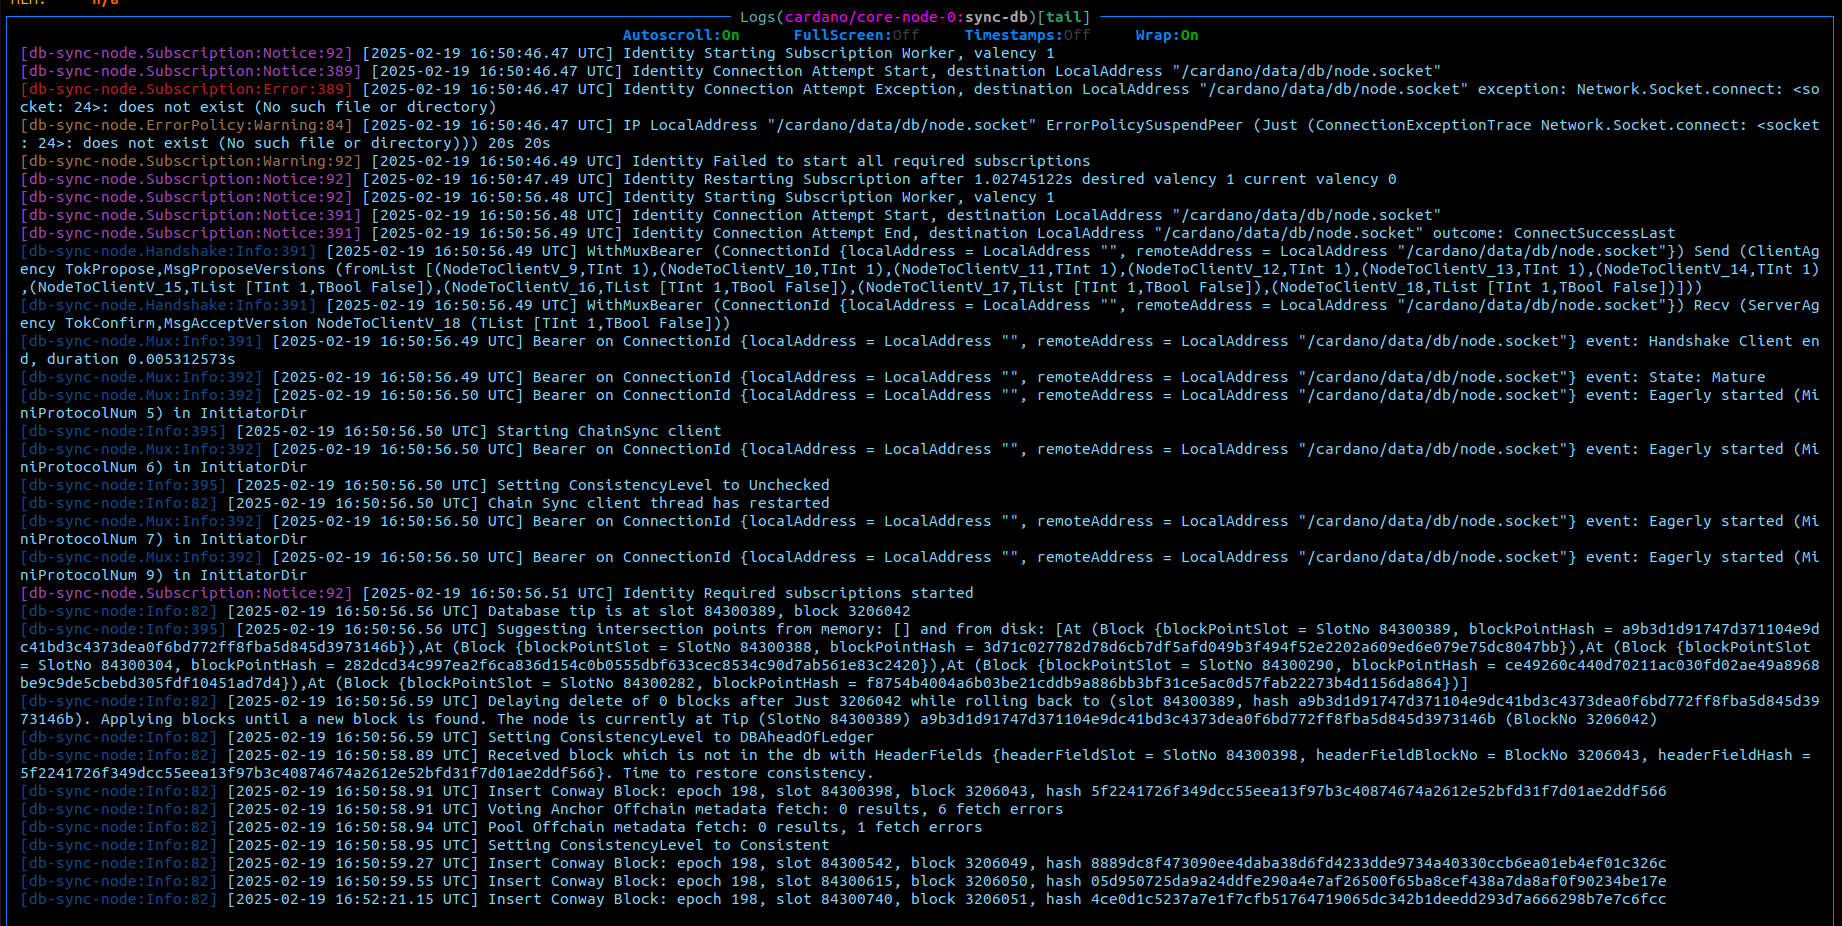 MEM: n/a
Logs(cardano/core-node-0:sync-db)[tail]
Autoscroll:On FullScreen:Off Timestamps:Off Wrap:On
[db-sync-node.Subscription:Notice:92] [2025-02-19 16:50:46.47 UTC] Identity Starting Subscription Worker, valency 1
[db-sync-node.Subscription:Notice:389] [2025-02-19 16:50:46.47 UTC] Identity Connection Attempt Start, destination LocalAddress "/cardano/data/db/node.socket"
[db-sync-node.Subscription:Error:389] [2025-02-19 16:50:46.47 UTC] Identity Connection Attempt Exception, destination LocalAddress "/cardano/data/db/node.socket" exception: Network.Socket.connect: <so
cket: 24>: does not exist (No such file or directory)
[db-sync-node.ErrorPolicy:Warning:84] [2025-02-19 16:50:46.47 UTC] IP LocalAddress "/cardano/data/db/node.socket" ErrorPolicySuspendPeer (Just (ConnectionExceptionTrace Network.Socket.connect: <socket
: 24>: does not exist (No such file or directory))) 20s 20s
[db-sync-node.Subscription:Warning:92] [2025-02-19 16:50:46.49 UTC] Identity Failed to start all required subscriptions
[db-sync-node.Subscription:Notice:92] [2025-02-19 16:50:47.49 UTC] Identity Restarting Subscription after 1.02745122s desired valency 1 current valency 0
[db-sync-node.Subscription:Notice:92] [2025-02-19 16:50:56.48 UTC] Identity Starting Subscription Worker, valency 1
[db-sync-node.Subscription:Notice:391] [2025-02-19 16:50:56.48 UTC] Identity Connection Attempt Start, destination LocalAddress "/cardano/data/db/node.socket"
[db-sync-node.Subscription:Notice:391] [2025-02-19 16:50:56.49 UTC] Identity Connection Attempt End, destination LocalAddress "/cardano/data/db/node.socket" outcome: ConnectSuccessLast
[db-sync-node.Handshake:Info:391] [2025-02-19 16:50:56.49 UTC] WithMuxBearer (ConnectionId {localAddress = LocalAddress "", remoteAddress = LocalAddress "/cardano/data/db/node.socket"}) Send (ClientAg
ency TokPropose,MsgProposeVersions (fromList [(NodeToClientV_9,TInt 1),(NodeToClientV_10,TInt 1),(NodeToClientV_11,TInt 1),(NodeToClientV_12,TInt 1),(NodeToClientV_13,TInt 1),(NodeToClientV_14,TInt 1)
,(NodeToClientV_15,TList [TInt 1,TBool False]),(NodeToClientV_16,TList [TInt 1,TBool False]),(NodeToClientV_17,TList [TInt 1,TBool False]),(NodeToClientV_18,TList [TInt 1,TBool False])]))
[db-sync-node.Handshake:Info:391] [2025-02-19 16:50:56.49 UTC] WithMuxBearer (ConnectionId {localAddress = LocalAddress "", remoteAddress = LocalAddress "/cardano/data/db/node.socket"}) Recv (ServerAg
ency TokConfirm,MsgAcceptVersion NodeToClientV_18 (TList [TInt 1,TBool False]))
[db-sync-node.Mux:Info:391] [2025-02-19 16:50:56.49 UTC] Bearer on ConnectionId {localAddress = LocalAddress "", remoteAddress = LocalAddress "/cardano/data/db/node.socket"} event: Handshake Client en
d, duration 0.005312573s
[db-sync-node.Mux:Info:392] [2025-02-19 16:50:56.49 UTC] Bearer on ConnectionId {localAddress = LocalAddress "", remoteAddress = LocalAddress "/cardano/data/db/node.socket"} event: State: Mature
[db-sync-node.Mux:Info:392] [2025-02-19 16:50:56.50 UTC] Bearer on ConnectionId {localAddress = LocalAddress "", remoteAddress = LocalAddress "/cardano/data/db/node.socket"} event: Eagerly started (Mi
niProtocolNum 5) in InitiatorDir
[db-sync-node:Info:395] [2025-02-19 16:50:56.50 UTC] Starting ChainSync client
[db-sync-node.Mux:Info:392] [2025-02-19 16:50:56.50 UTC] Bearer on ConnectionId {localAddress = LocalAddress "", remoteAddress = LocalAddress "/cardano/data/db/node.socket"} event: Eagerly started (Mi
niProtocolNum 6) in InitiatorDir
[db-sync-node:Info:395] [2025-02-19 16:50:56.50 UTC] Setting ConsistencyLevel to Unchecked
[db-sync-node:Info:82] [2025-02-19 16:50:56.50 UTC] Chain Sync client thread has restarted
[db-sync-node.Mux:Info:392] [2025-02-19 16:50:56.50 UTC] Bearer on ConnectionId {localAddress = LocalAddress "", remoteAddress = LocalAddress "/cardano/data/db/node.socket"} event: Eagerly started (Mi
niProtocolNum 7) in InitiatorDir
[db-sync-node.Mux:Info:392] [2025-02-19 16:50:56.50 UTC] Bearer on ConnectionId {localAddress = LocalAddress "", remoteAddress = LocalAddress "/cardano/data/db/node.socket"} event: Eagerly started (Mi
niProtocolNum 9) in InitiatorDir
[db-sync-node.Subscription:Notice:92] [2025-02-19 16:50:56.51 UTC] Identity Required subscriptions started
[db-sync-node:Info:82] [2025-02-19 16:50:56.56 UTC] Database tip is at slot 84300389, block 3206042
[db-sync-node:Info:395] [2025-02-19 16:50:56.56 UTC] Suggesting intersection points from memory: [] and from disk: [At (Block {blockPointSlot = SlotNo 84300389, blockPointHash = a9b3d1d91747d371104e9d
c41bd3c4373dea0f6bd772ff8fba5d845d3973146b}),At (Block {blockPointSlot = SlotNo 84300388, blockPointHash = 3d71c027782d78d6cb7df5afd049b3f494f52e2202a609ed6e079e75dc8047bb}),At (Block {blockPointSlot
= SlotNo 84300304, blockPointHash = 282dcd34c997ea2f6ca836d154c0b0555dbf633cec8534c90d7ab561e83c2420}),At (Block {blockPointSlot = SlotNo 84300290, blockPointHash = ce49260c440d70211ac030fd02ae49a8968
be9c9de5cbebd305fdf10451ad7d4}),At (Block {blockPointSlot = SlotNo 84300282, blockPointHash = f8754b4004a6b03be21cddb9a886bb3bf31ce5ac0d57fab22273b4d1156da864})]
[db-sync-node:Info:82] [2025-02-19 16:50:56.59 UTC] Delaying delete of 0 blocks after Just 3206042 while rolling back to (slot 84300389, hash a9b3d1d91747d371104e9dc41bd3c4373dea0f6bd772ff8fba5d845d39
73146b). Applying blocks until a new block is found. The node is currently at Tip (SlotNo 84300389) a9b3d1d91747d371104e9dc41bd3c4373dea0f6bd772ff8fba5d845d3973146b (BlockNo 3206042)
[db-sync-node:Info:82] [2025-02-19 16:50:56.59 UTC] Setting ConsistencyLevel to DBAheadOfLedger
[db-sync-node:Info:82] [2025-02-19 16:50:58.89 UTC] Received block which is not in the db with HeaderFields {headerFieldSlot = SlotNo 84300398, headerFieldBlockNo = BlockNo 3206043, headerFieldHash =
5f2241726f349dcc55eea13f97b3c40874674a2612e52bfd31f7d01ae2ddf566}. Time to restore consistency.
[db-sync-node:Info:82] [2025-02-19 16:50:58.91 UTC] Insert Conway Block: epoch 198, slot 84300398, block 3206043, hash 5f2241726f349dcc55eea13f97b3c40874674a2612e52bfd31f7d01ae2ddf566
[db-sync-node:Info:82] [2025-02-19 16:50:58.91 UTC] Voting Anchor Offchain metadata fetch: 0 results, 6 fetch errors
[db-sync-node:Info:82] [2025-02-19 16:50:58.94 UTC] Pool Offchain metadata fetch: 0 results, 1 fetch errors
[db-sync-node:Info:82] [2025-02-19 16:50:58.95 UTC] Setting ConsistencyLevel to Consistent
[db-sync-node:Info:82] [2025-02-19 16:50:59.27 UTC] Insert Conway Block: epoch 198, slot 84300542, block 3206049, hash 8889dc8f473090ee4daba38d6fd4233dde9734a40330ccb6ea01eb4ef01c326c
[db-sync-node:Info:82] [2025-02-19 16:50:59.55 UTC] Insert Conway Block: epoch 198, slot 84300615, block 3206050, hash 05d950725da9a24ddfe290a4e7af26500f65ba8cef438a7da8af0f90234be17e
[db-sync-node:Info:82] [2025-02-19 16:52:21.15 UTC] Insert Conway Block: epoch 198, slot 84300740, block 3206051, hash 4ce0d1c5237a7e1f7cfb51764719065dc342b1deedd293d7a666298b7e7c6fcc